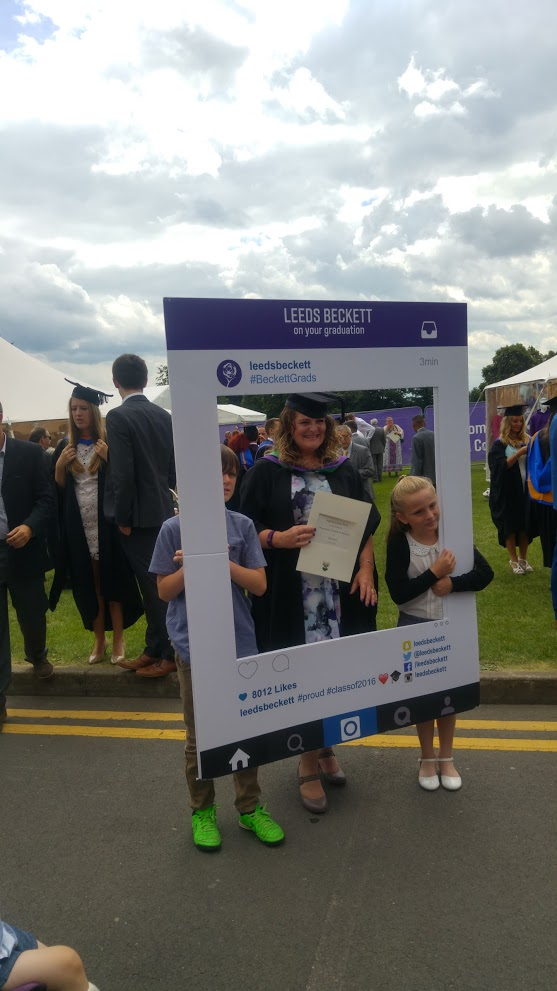 LEEDS BECKETT
on your graduation
leedsbeckett
#BeckettGrads
3min
leedsbeckett
@leedsbeckett
leedsbeckett
leedsbeckett
8012 Likes
leedsbeckett #proud #classof2016